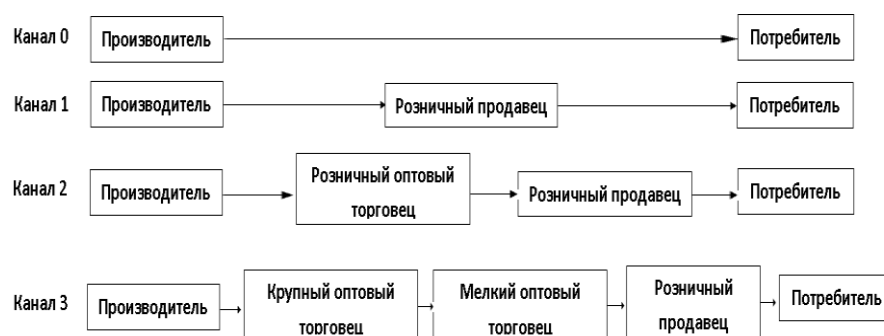 Канал 0 Производитель Потребитель
Канал 1 Производитель Розничный продавец Потребитель
Канал 2 Производитель Розничный оптовый торговец Розничный продавец Потребитель
Канал 3 Производитель Крупный оптовый торговец Мелкий оптовый торговец Розничный продавец Потребитель